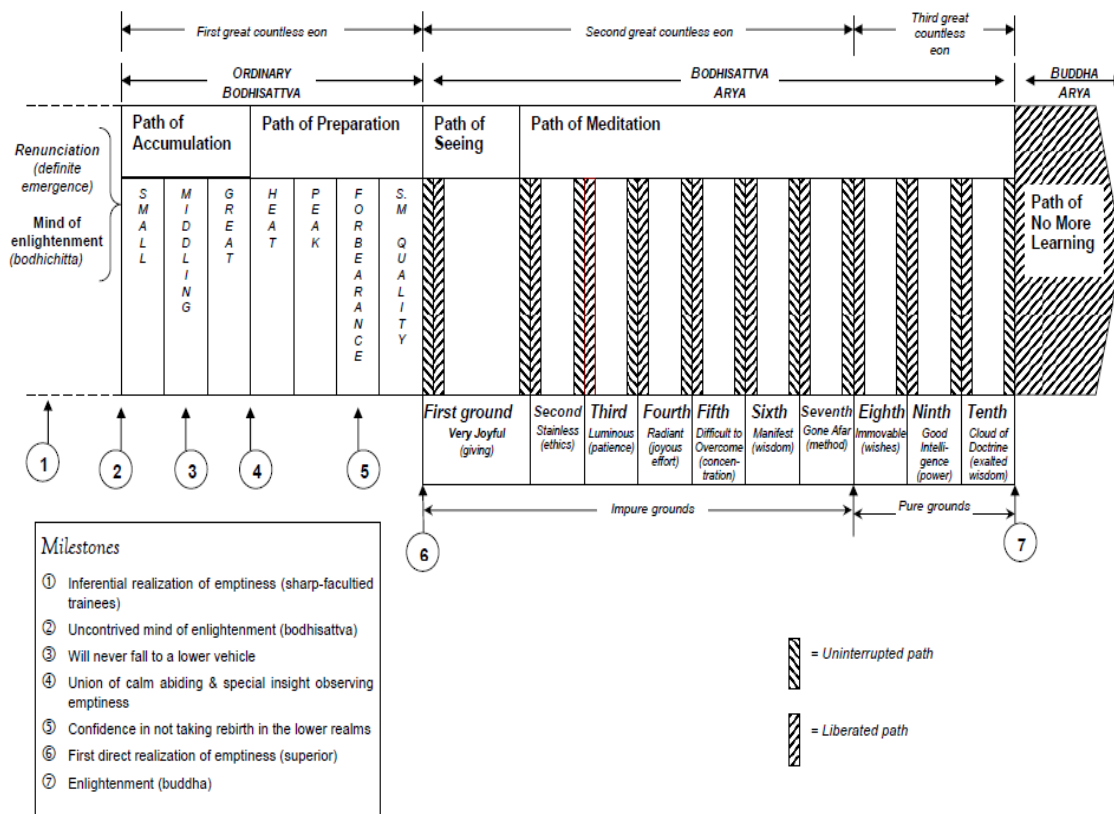 First great countless eon
Second great countless eon
Third great
countless
eon
ORDINARY
BODHISATTVA
BODHISATTVA
ARYA
BUDDHA
ARYA
Renunciation
(definite
emergence)
Mind of
enlightenment
(bodhichitta)
Path of
Accumulation
Path of Preparation
Path of
Seeing
Path of Meditation
Path of
No More
Learning
SMALL
MIDDLING
GREAT
HEAT
PEAK
FORBEARANCE
S.M QUALITY
First ground
Very Joyful
(giving)
Second
Stainless
(ethics)
Third
Luminous
(patience)
Fourth
Radiant
(joyous
effort)
Fifth
Difficult to
Overcome
(concen-
tration)
Sixth
Manifest
(wisdom)
Seventh
Gone Afar
(method)
Eighth
Immovable
(wishes)
Ninth
Good
Intelli-
gence
(power)
Tenth
Cloud of
Doctrine
(exalted
wisdom)
1
2
3
4
5
6
7
Impure grounds
Pure grounds
Milestones
① Inferential realization of emptiness (sharp-facultied
trainees)
② Uncontrived mind of enlightenment (bodhisattva)
③ Will never fall to a lower vehicle
④ Union of calm abiding & special insight observing
emptiness
⑤ Confidence in not taking rebirth in the lower realms
⑥ First direct realization of emptiness (superior)
⑦ Enlightenment (buddha)
= Uninterrupted path
= Liberated path